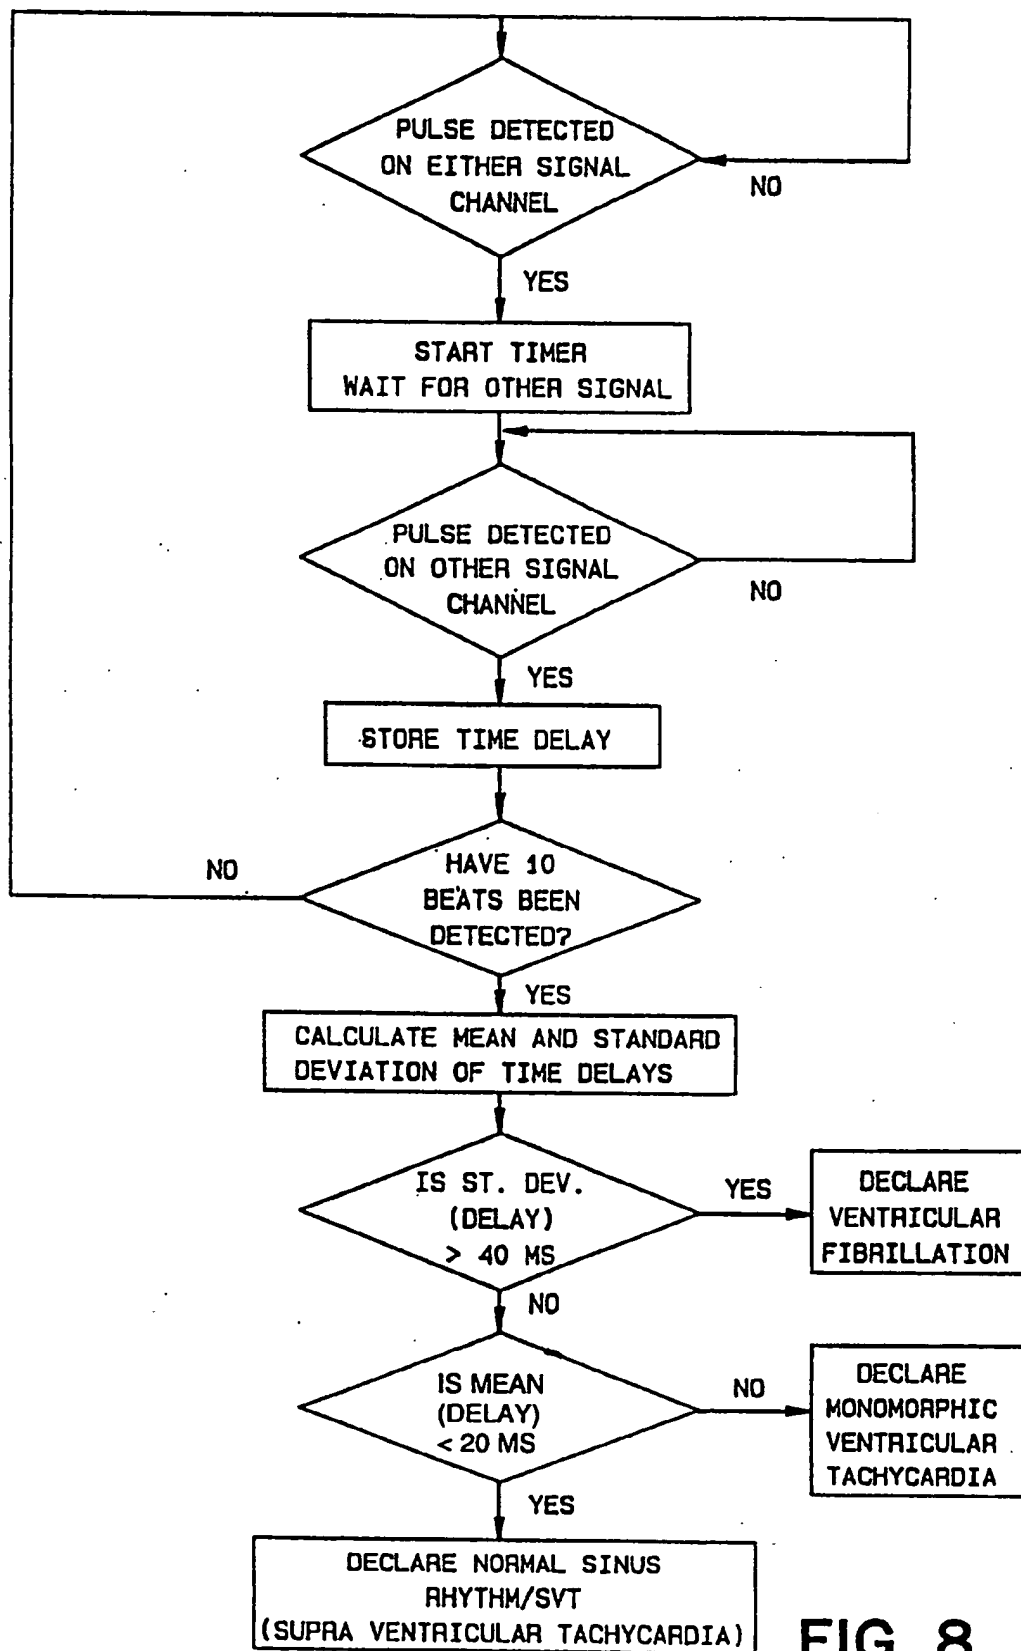 PULSE DETECTED
ON EITHER SIGNAL
CHANNEL
NO
YES
START TIMER
WAIT FOR OTHER SIGNAL
PULSE DETECTED
ON OTHER SIGNAL
CHANNEL
NO
YES
STORE TIME DELAY
HAVE 10
BEATS BEEN
DETECTED?
NO
YES
CALCULATE MEAN AND STANDARD
DEVIATION OF TIME DELAYS
IS ST. DEV.
(DELAY)
> 40 MS
YES
DECLARE
VENTRICULAR
FIBRILLATION
NO
IS MEAN
(DELAY)
< 20 MS
NO
DECLARE
MONOMORPHIC
VENTRICULAR
TACHYCARDIA
YES
DECLARE NORMAL SINUS
RHYTHM/SVT
(SUPRA VENTRICULAR TACHYCARDIA)
FIG. 8